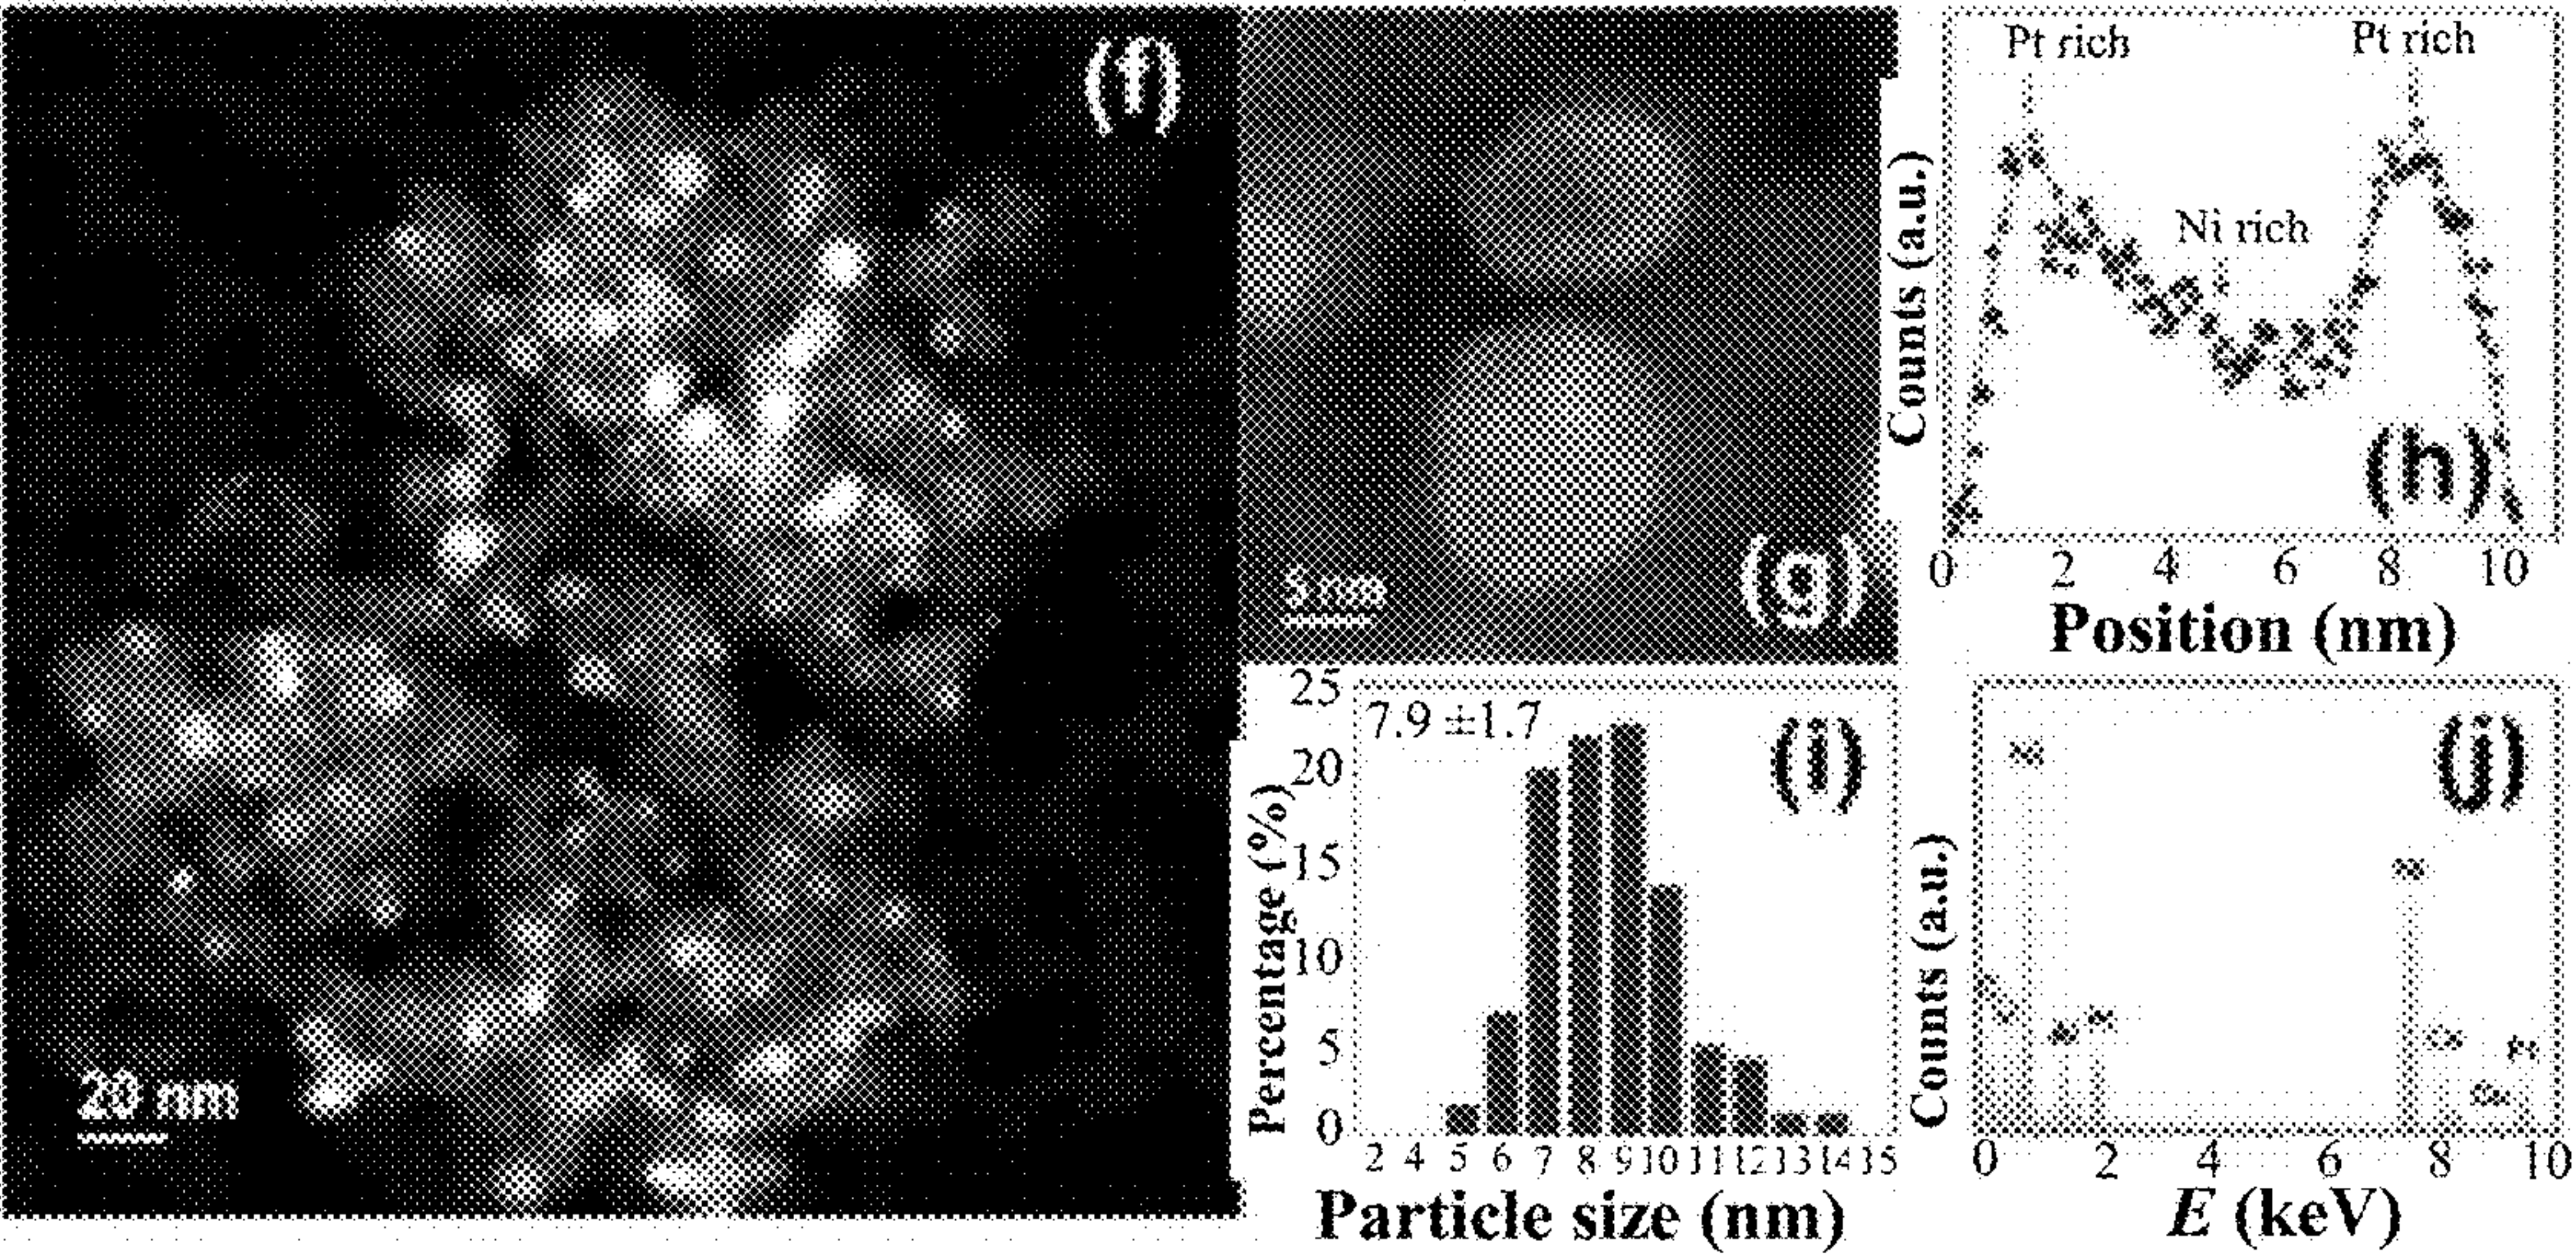 (f)
20 nm
(g)
5 nm
Pt rich
Pt rich
Ni rich
(h)
Counts (a.u.)
0 2 4 6 8 10
Position (nm)
7.9 ±1.7
(i)
25
20
15
10
5
0
Percentage (%)
2 4 5 6 7 8 9 10 11 12 13 14 15
Particle size (nm)
(j)
Counts (a.u.)
0 2 4 6 8 10
E (keV)